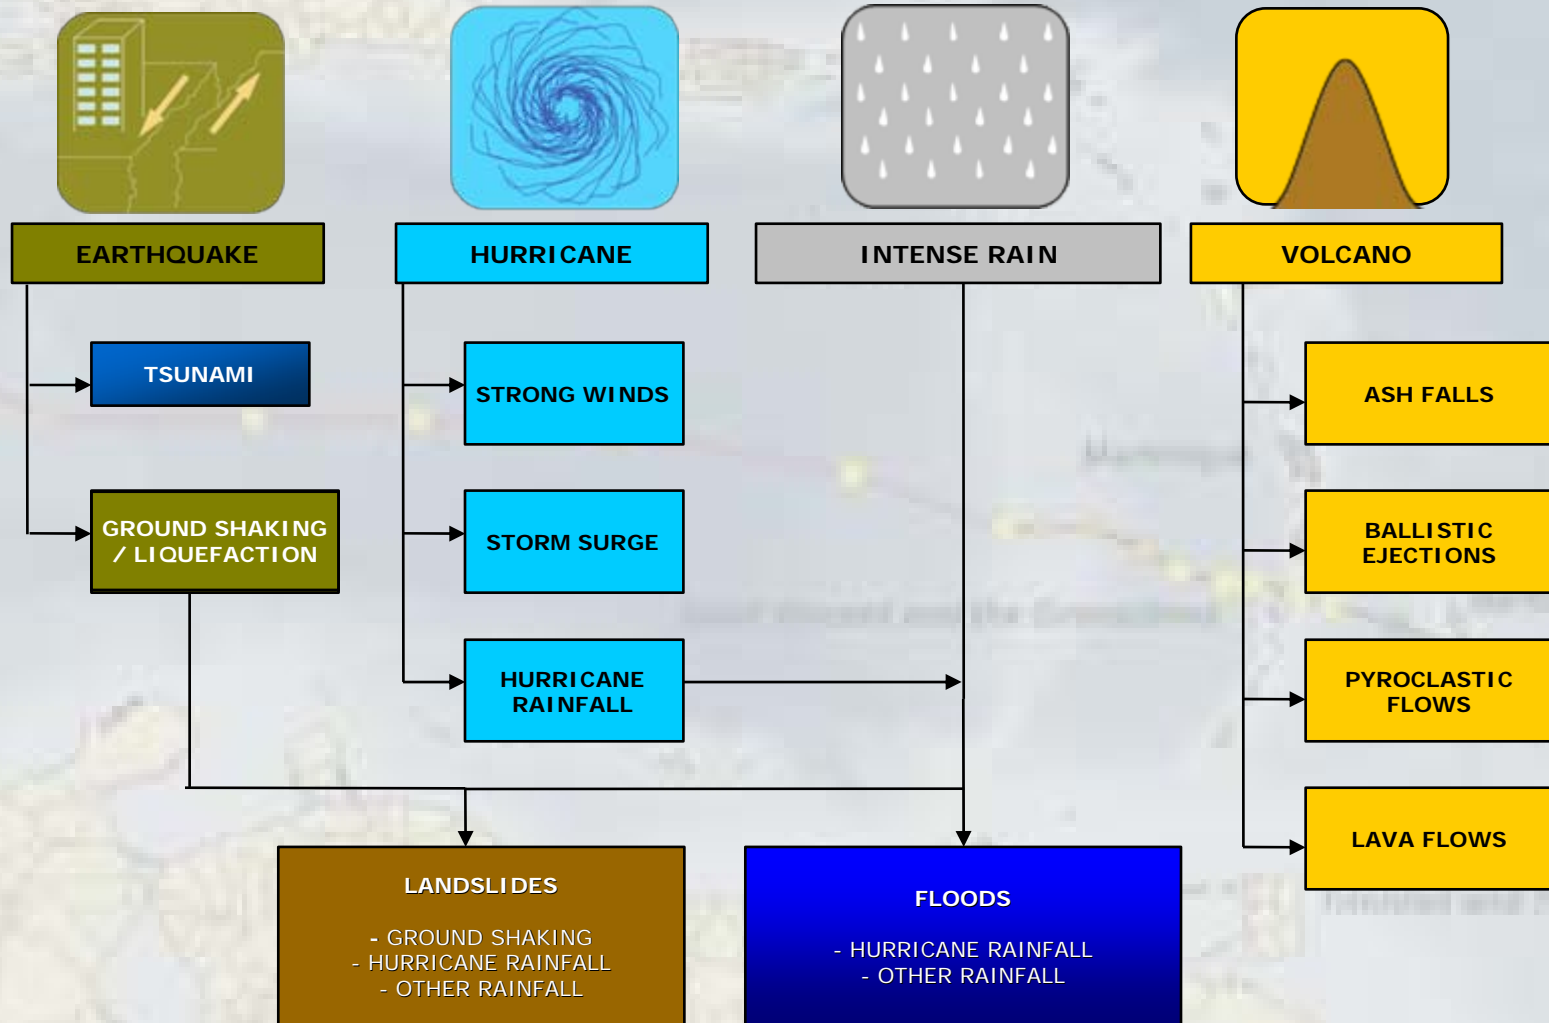 EARTHQUAKE
HURRICANE
INTENSE RAIN
VOLCANO
TSUNAMI
STRONG WINDS
ASH FALLS
GROUND SHAKING
/ LIQUEFACTION
STORM SURGE
BALLISTIC
EJECTIONS
HURRICANE
RAINFALL
PYROCLASTIC
FLOWS
LAVA FLOWS
LANDSLIDES
- GROUND SHAKING
- HURRICANE RAINFALL
- OTHER RAINFALL
FLOODS
- HURRICANE RAINFALL
- OTHER RAINFALL